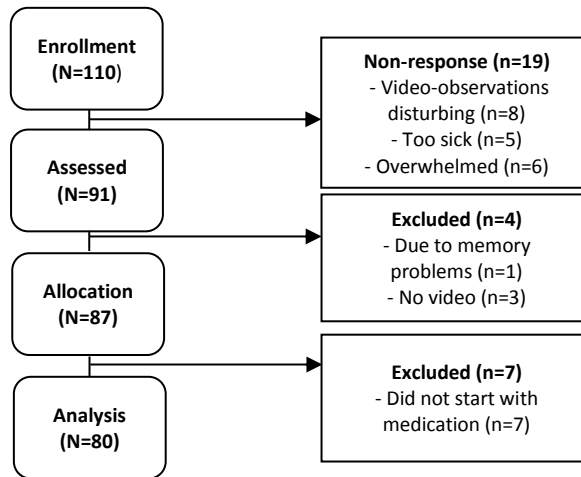 Enrollment
(N=110)
Non-response (n=19)
- Video-observations
disturbing (n=8)
- Too sick (n=5)
- Overwhelmed (n=6)
Assessed
(N=91)
Excluded (n=4)
- Due to memory
problems (n=1)
- No video (n=3)
Allocation
(N=87)
Excluded (n=7)
- Did not start with
medication (n=7)
Analysis
(N=80)